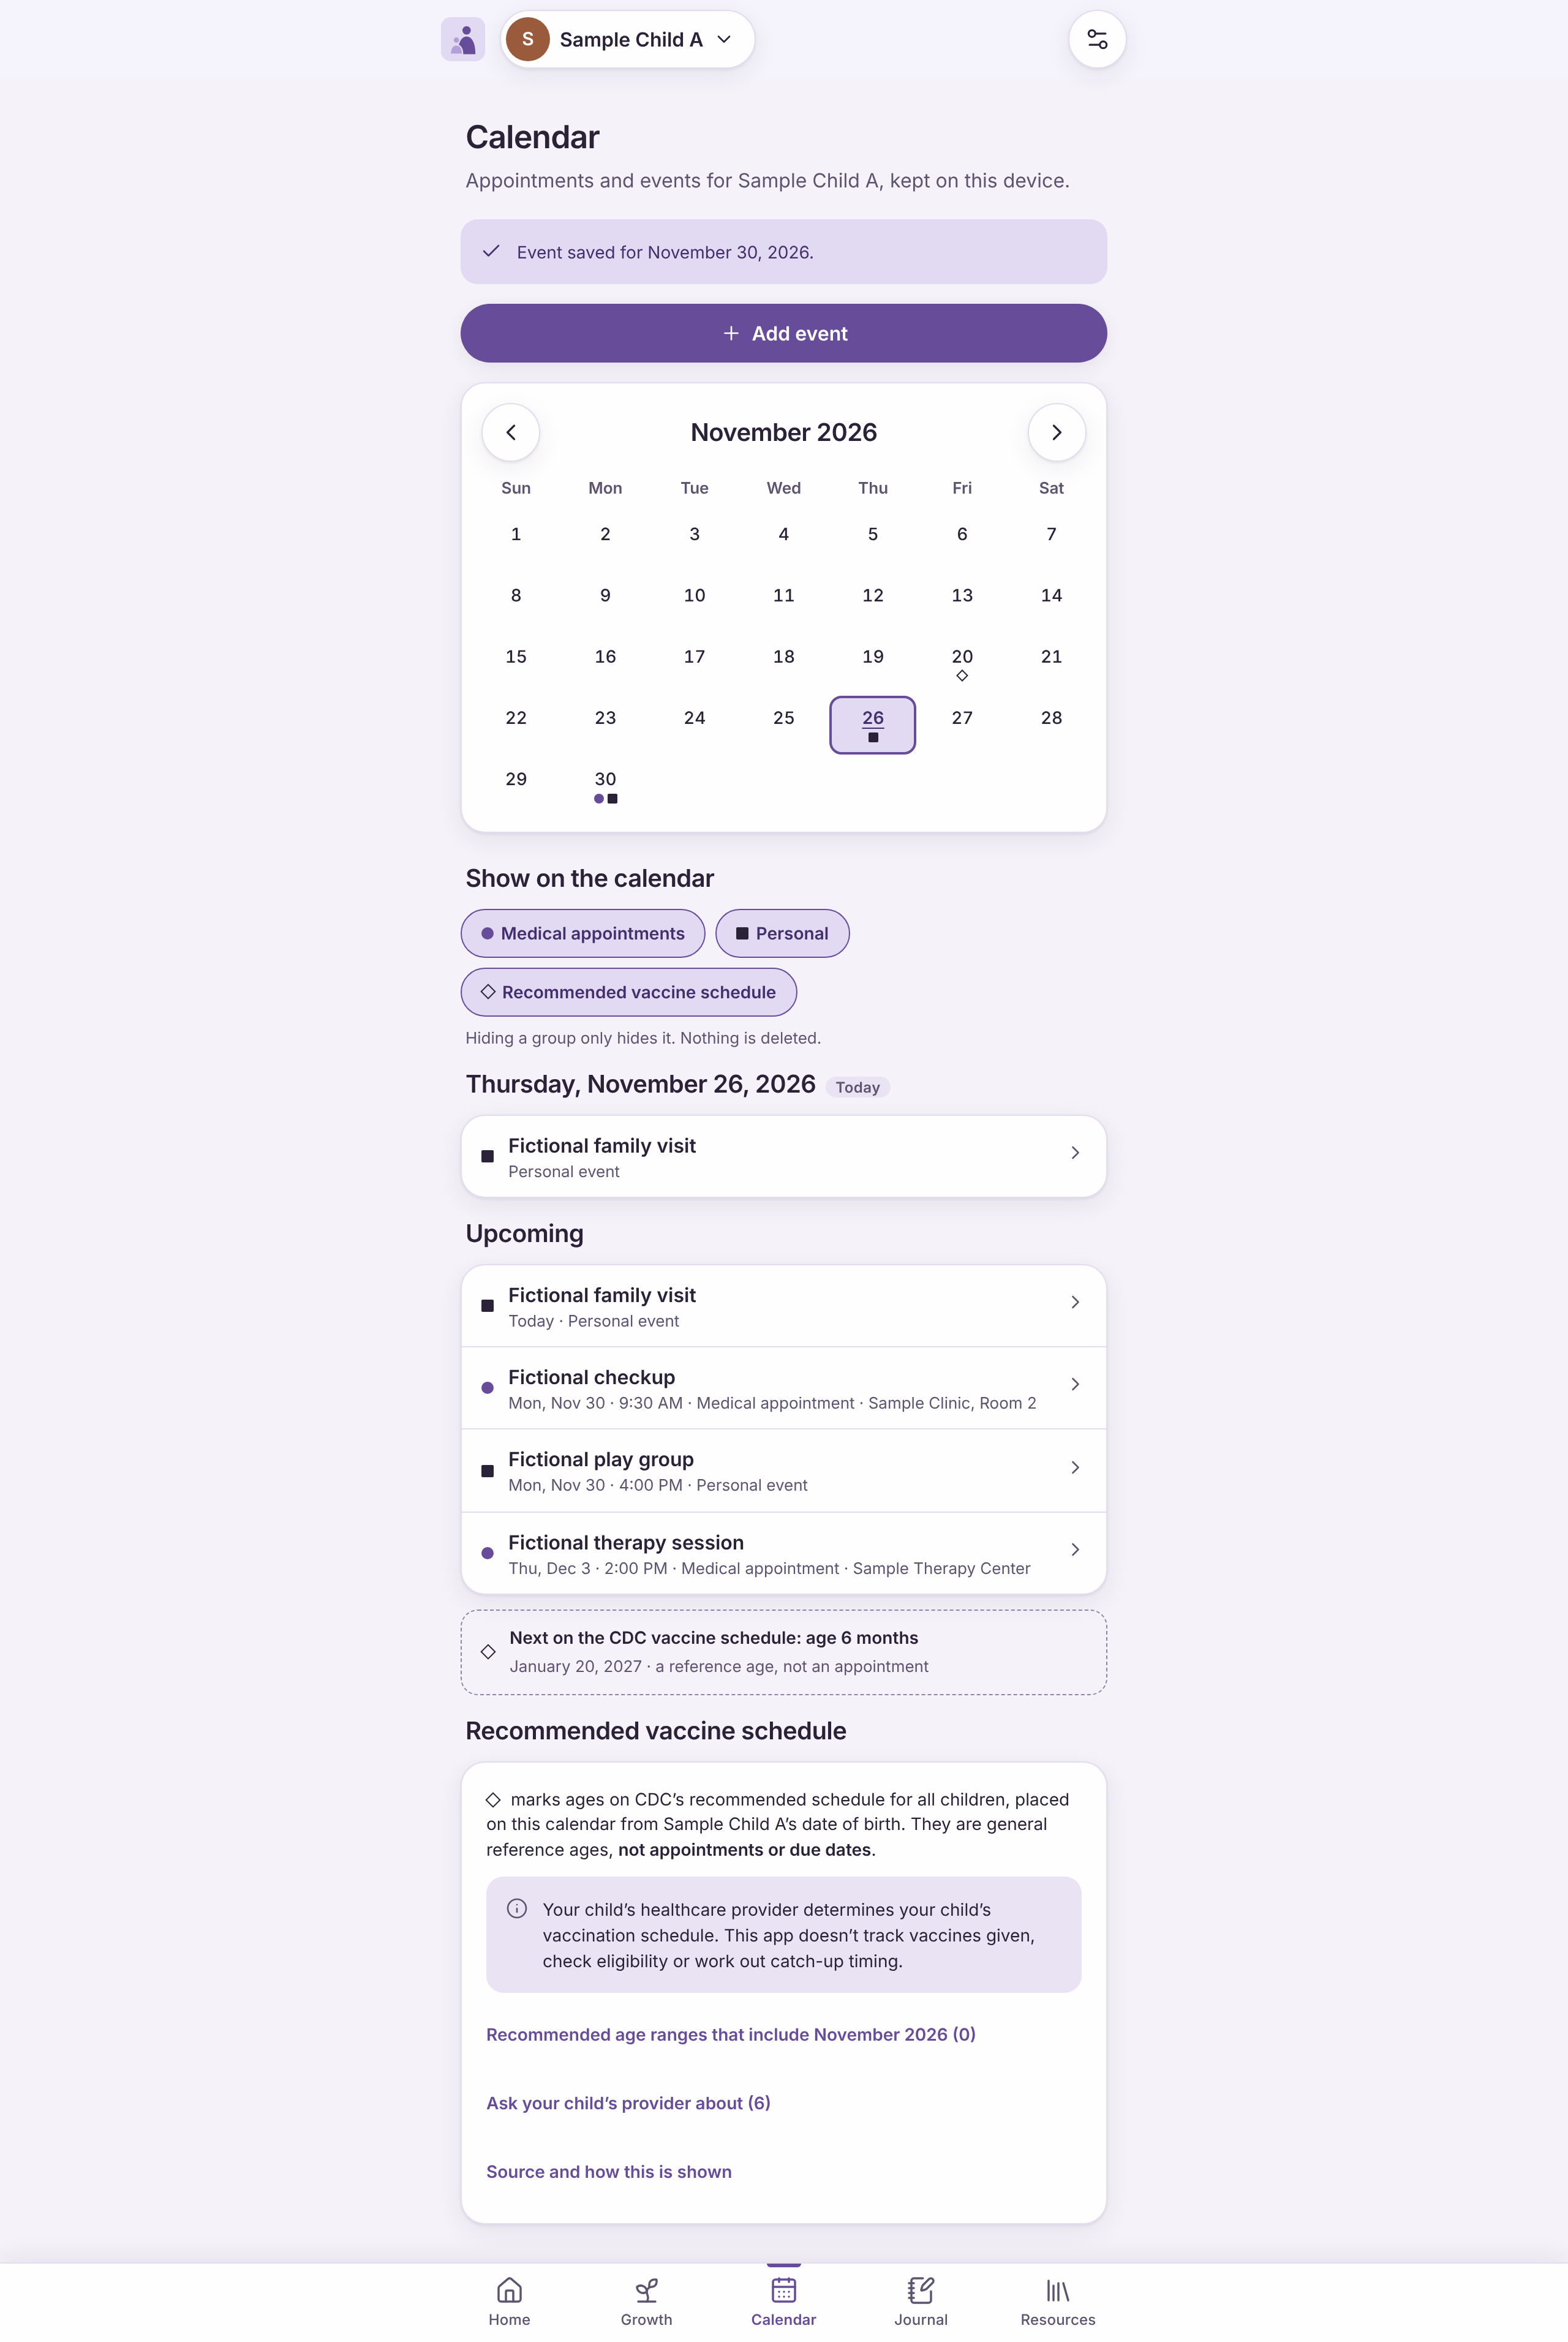 S
Sample Child A
Calendar
Appointments and events for Sample Child A, kept on this device.
Event saved for November 30, 2026.
Add event
November 2026
Sun Mon Tue Wed Thu Fri Sat
1 2 3 4 5 6 7
8 9 10 11 12 13 14
15 16 17 18 19 20 21
22 23 24 25 26 27 28
29 30
Show on the calendar
Medical appointments
Personal
Recommended vaccine schedule
Hiding a group only hides it. Nothing is deleted.
Thursday, November 26, 2026 Today
Fictional family visit
Personal event
Upcoming
Fictional family visit
Today · Personal event
Fictional checkup
Mon, Nov 30 · 9:30 AM · Medical appointment · Sample Clinic, Room 2
Fictional play group
Mon, Nov 30 · 4:00 PM · Personal event
Fictional therapy session
Thu, Dec 3 · 2:00 PM · Medical appointment · Sample Therapy Center
Next on the CDC vaccine schedule: age 6 months
January 20, 2027 · a reference age, not an appointment
Recommended vaccine schedule
marks ages on CDC’s recommended schedule for all children, placed
on this calendar from Sample Child A’s date of birth. They are general
reference ages, not appointments or due dates.
Your child’s healthcare provider determines your child’s
vaccination schedule. This app doesn’t track vaccines given,
check eligibility or work out catch-up timing.
Recommended age ranges that include November 2026 (0)
Ask your child’s provider about (6)
Source and how this is shown
Home Growth Calendar Journal Resources